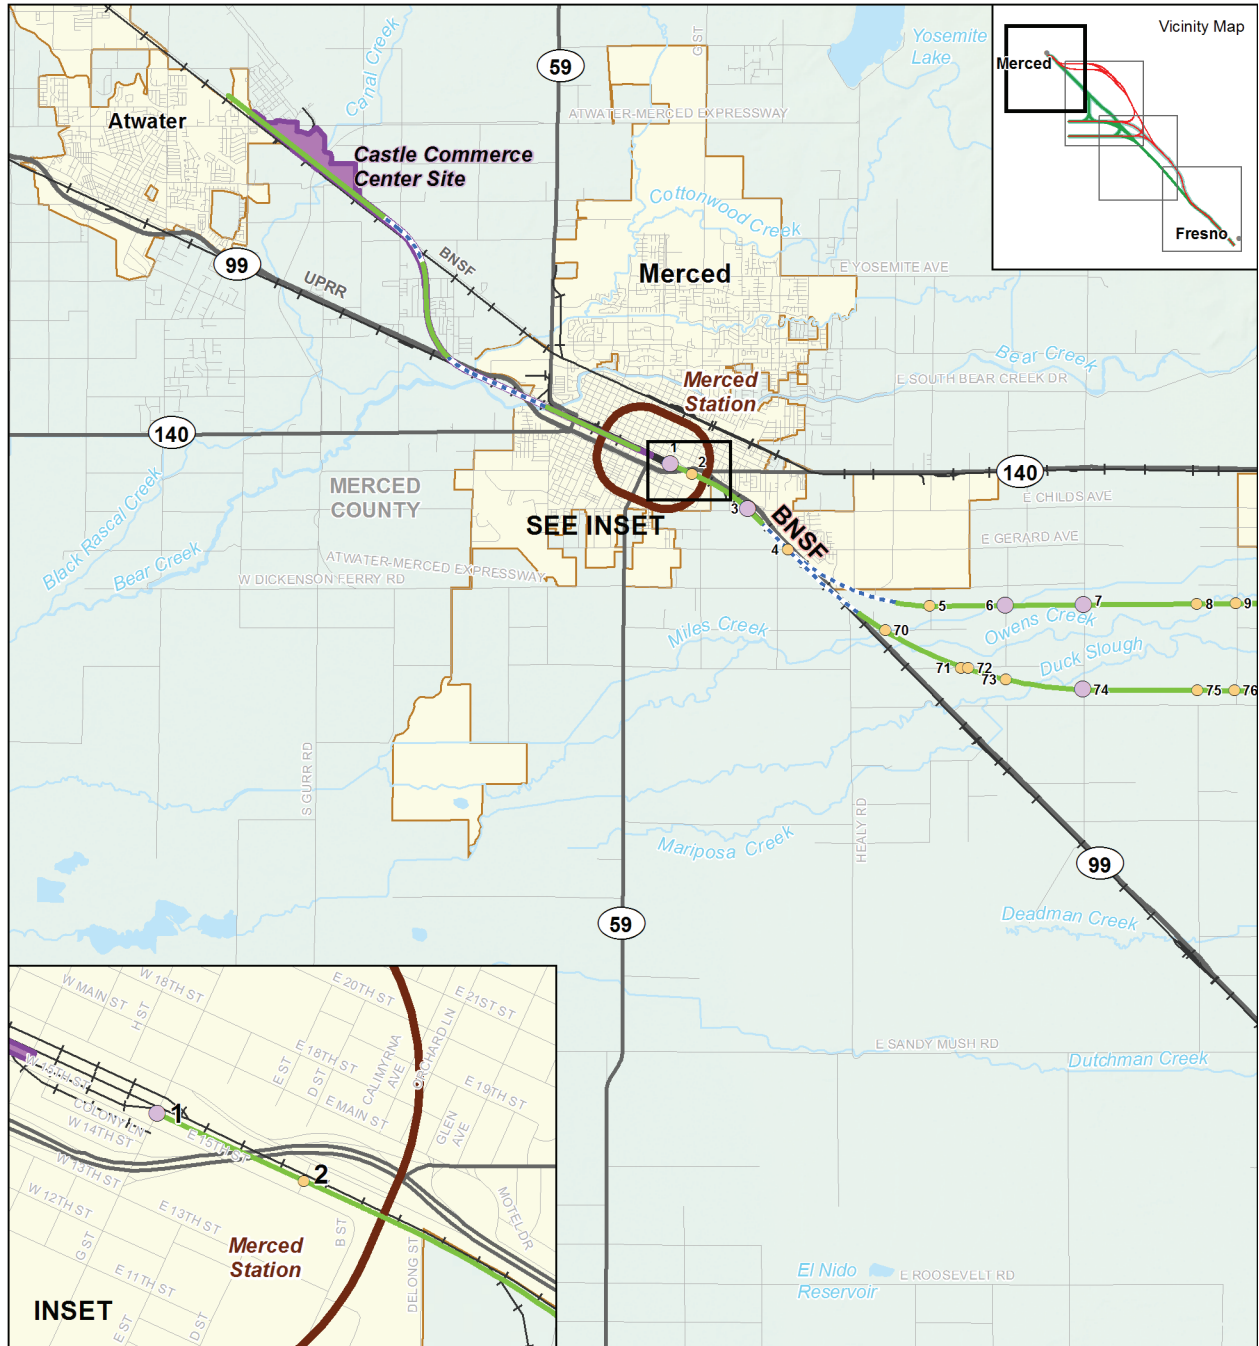 Vicinity Map
Merced
Fresno
Yosemite
Lake
G ST
59
Canal Creek
ATWATER-MERCED EXPRESSWAY
Atwater
Castle Commerce
Center Site
Cottonwood Creek
99
UPRR
BNSF
Merced
E YOSEMITE AVE
Bear Creek
E SOUTH BEAR CREEK DR
Merced
Station
140
1
2
140
MERCED
COUNTY
E CHILDS AVE
3
BNSF
SEE INSET
E GERARD AVE
4
Black Rascal Creek
Bear Creek
ATWATER-MERCED EXPRESSWAY
W DICKENSON FERRY RD
5
6
7
8
9
Miles Creek
70
Owens Creek
Duck Slough
71
72
73
74
75
76
S GURR RD
HEALY RD
Mariposa Creek
99
59
Deadman Creek
E SANDY MUSH RD
Dutchman Creek
El Nido
Reservoir
E ROOSEVELT RD
W MAIN ST
W 18TH ST
H ST
E 20TH ST
E 21ST ST
CALIMYRNA
AVE
ORCHARD LN
E 18TH ST
E ST
D ST
E 19TH ST
W 15TH ST
E MAIN ST
GLEN
AVE
1
COLONY LN
W 14TH ST
E 15TH ST
2
W 13TH ST
W 12TH ST
E 13TH ST
MOTEL DR
G ST
B ST
Merced
Station
DELONG ST
E 11TH ST
INSET
E ST
D ST